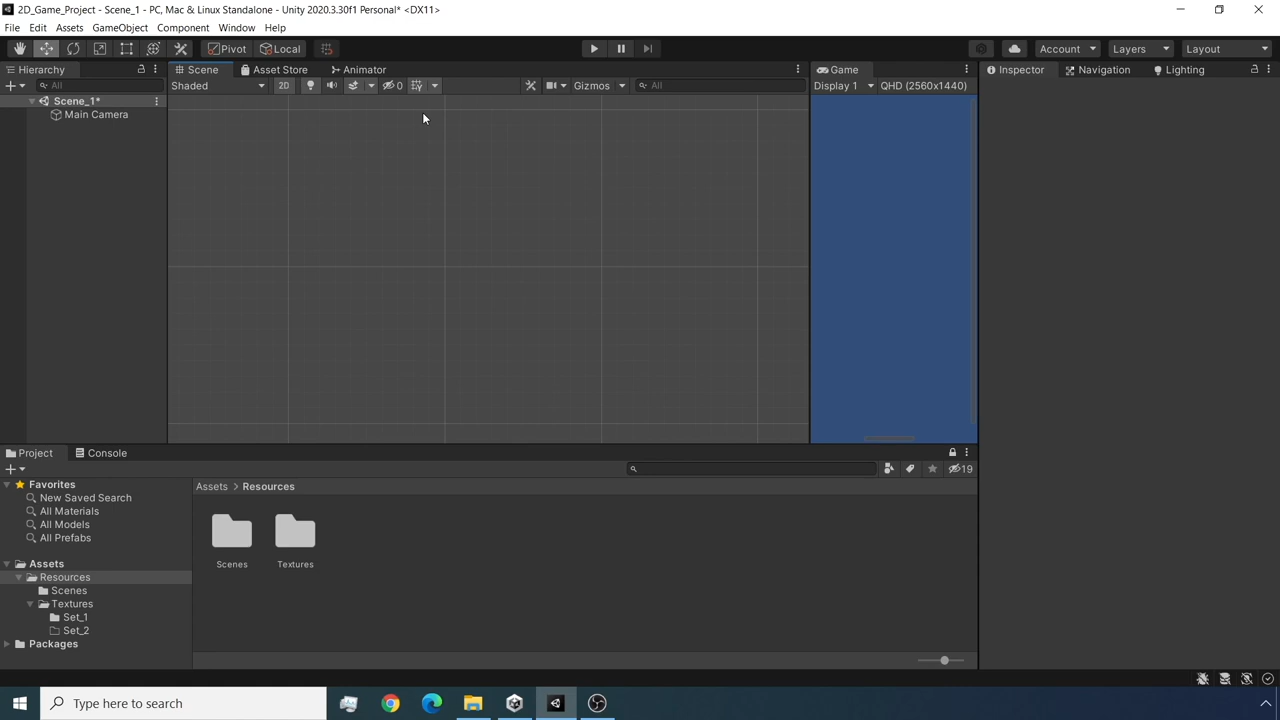 2D_Game_Project - Scene_1 - PC, Mac & Linux Standalone - Unity 2020.3.30f1 Personal* <DX11>
File Edit Assets GameObject Component Window Help
Pivot Local Account Layers Layout
Hierarchy Scene Asset Store Animator Game Inspector Navigation Lighting
All Shaded 2D 0 Gizmos All Display 1 QHD (2560x1440)
Scene_1*
Main Camera
Project Console
19
Favorites Assets > Resources
New Saved Search
All Materials
All Models
All Prefabs
Assets Scenes Textures
Resources
Scenes
Textures
Set_1
Set_2
Packages
Type here to search